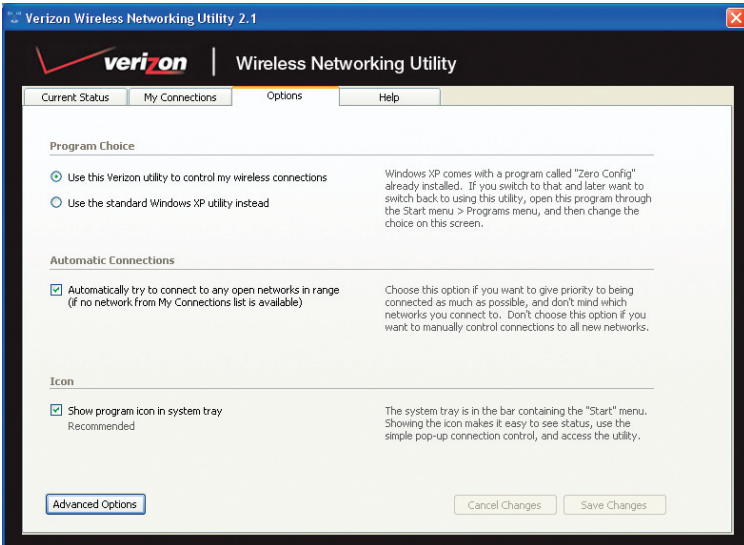 Verizon Wireless Networking Utility 2.1
verizon | Wireless Networking Utility
Current Status My Connections Options Help
Program Choice
Use this Verizon utility to control my wireless connections
Use the standard Windows XP utility instead
Windows XP comes with a program called "Zero Config"
already installed. If you switch to that and later want to
switch back to using this utility, open this program through
the Start menu > Programs menu, and then change the
choice on this screen.
Automatic Connections
Automatically try to connect to any open networks in range
(if no network from My Connections list is available)
Choose this option if you want to give priority to being
connected as much as possible, and don't mind which
networks you connect to. Don't choose this option if you
want to manually control connections to all new networks.
Icon
Show program icon in system tray
Recommended
The system tray is in the bar containing the "Start" menu.
Showing the icon makes it easy to see status, use the
simple pop-up connection control, and access the utility.
Advanced Options
Cancel Changes
Save Changes